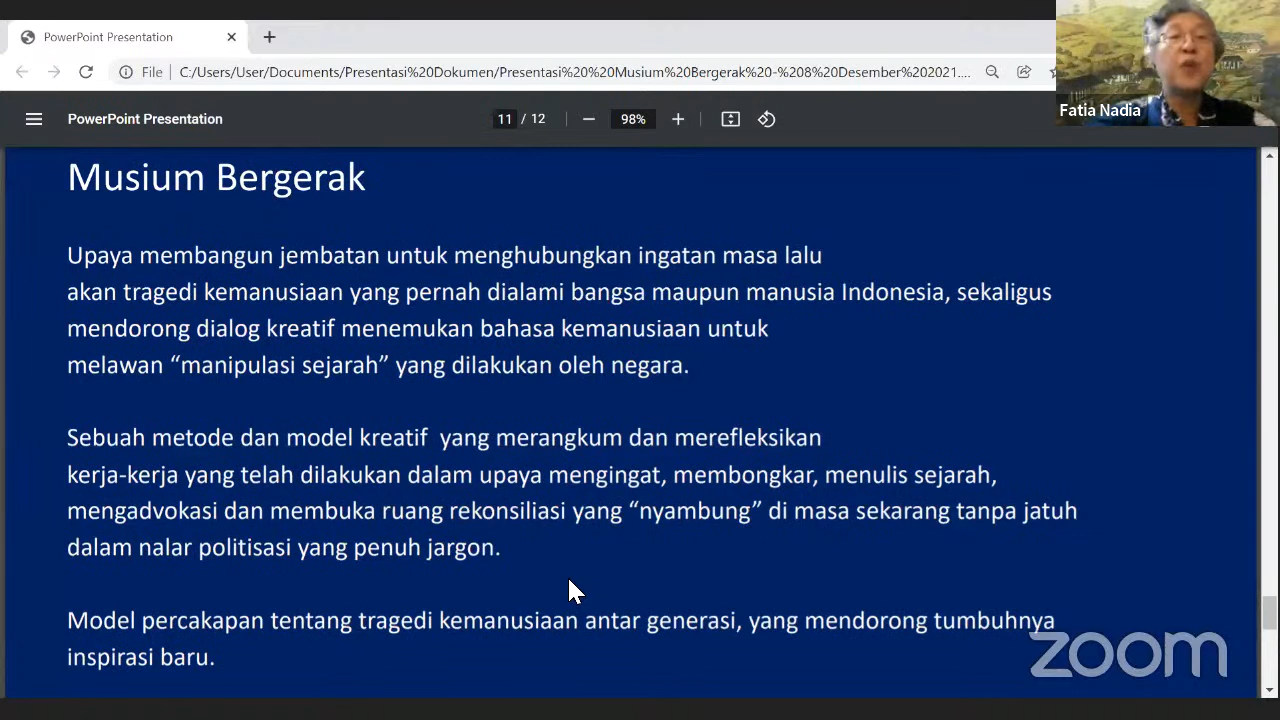 PowerPoint Presentation
File
C:/Users/User/Documents/Presentasi%20Dokumen/Presentasi%20%20Musium%20Bergerak%20-%208%20Desember%202021....
Fatia Nadia
PowerPoint Presentation
11 / 12
98%
Musium Bergerak
Upaya membangun jembatan untuk menghubungkan ingatan masa lalu
akan tragedi kemanusiaan yang pernah dialami bangsa maupun manusia Indonesia, sekaligus
mendorong dialog kreatif menemukan bahasa kemanusiaan untuk
melawan “manipulasi sejarah” yang dilakukan oleh negara.
Sebuah metode dan model kreatif yang merangkum dan merefleksikan
kerja-kerja yang telah dilakukan dalam upaya mengingat, membongkar, menulis sejarah,
mengadvokasi dan membuka ruang rekonsiliasi yang “nyambung” di masa sekarang tanpa jatuh
dalam nalar politisasi yang penuh jargon.
Model percakapan tentang tragedi kemanusiaan antar generasi, yang mendorong tumbuhnya
inspirasi baru.
zoom